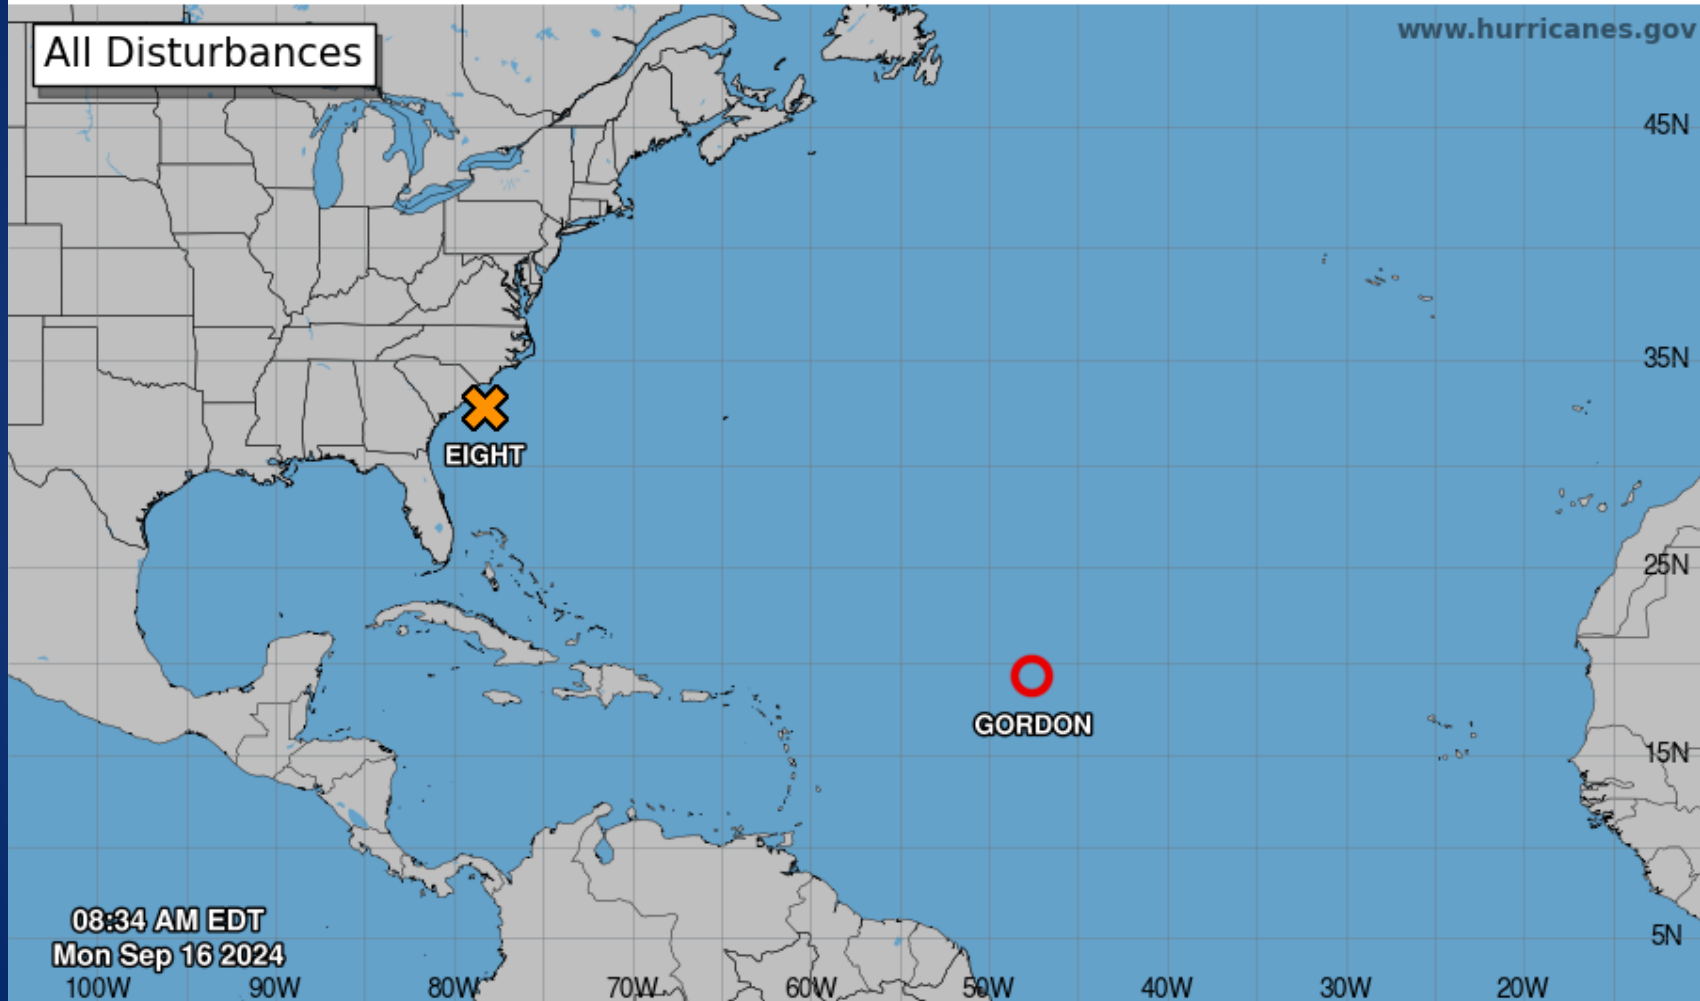 All Disturbances
www.hurricanes.gov
45N
35N
EIGHT
25N
GORDON
15N
08:34 AM EDT
5N
Mon Sep 16 2024
100W 90W 80W 70W 60W 50W 40W 30W 20W